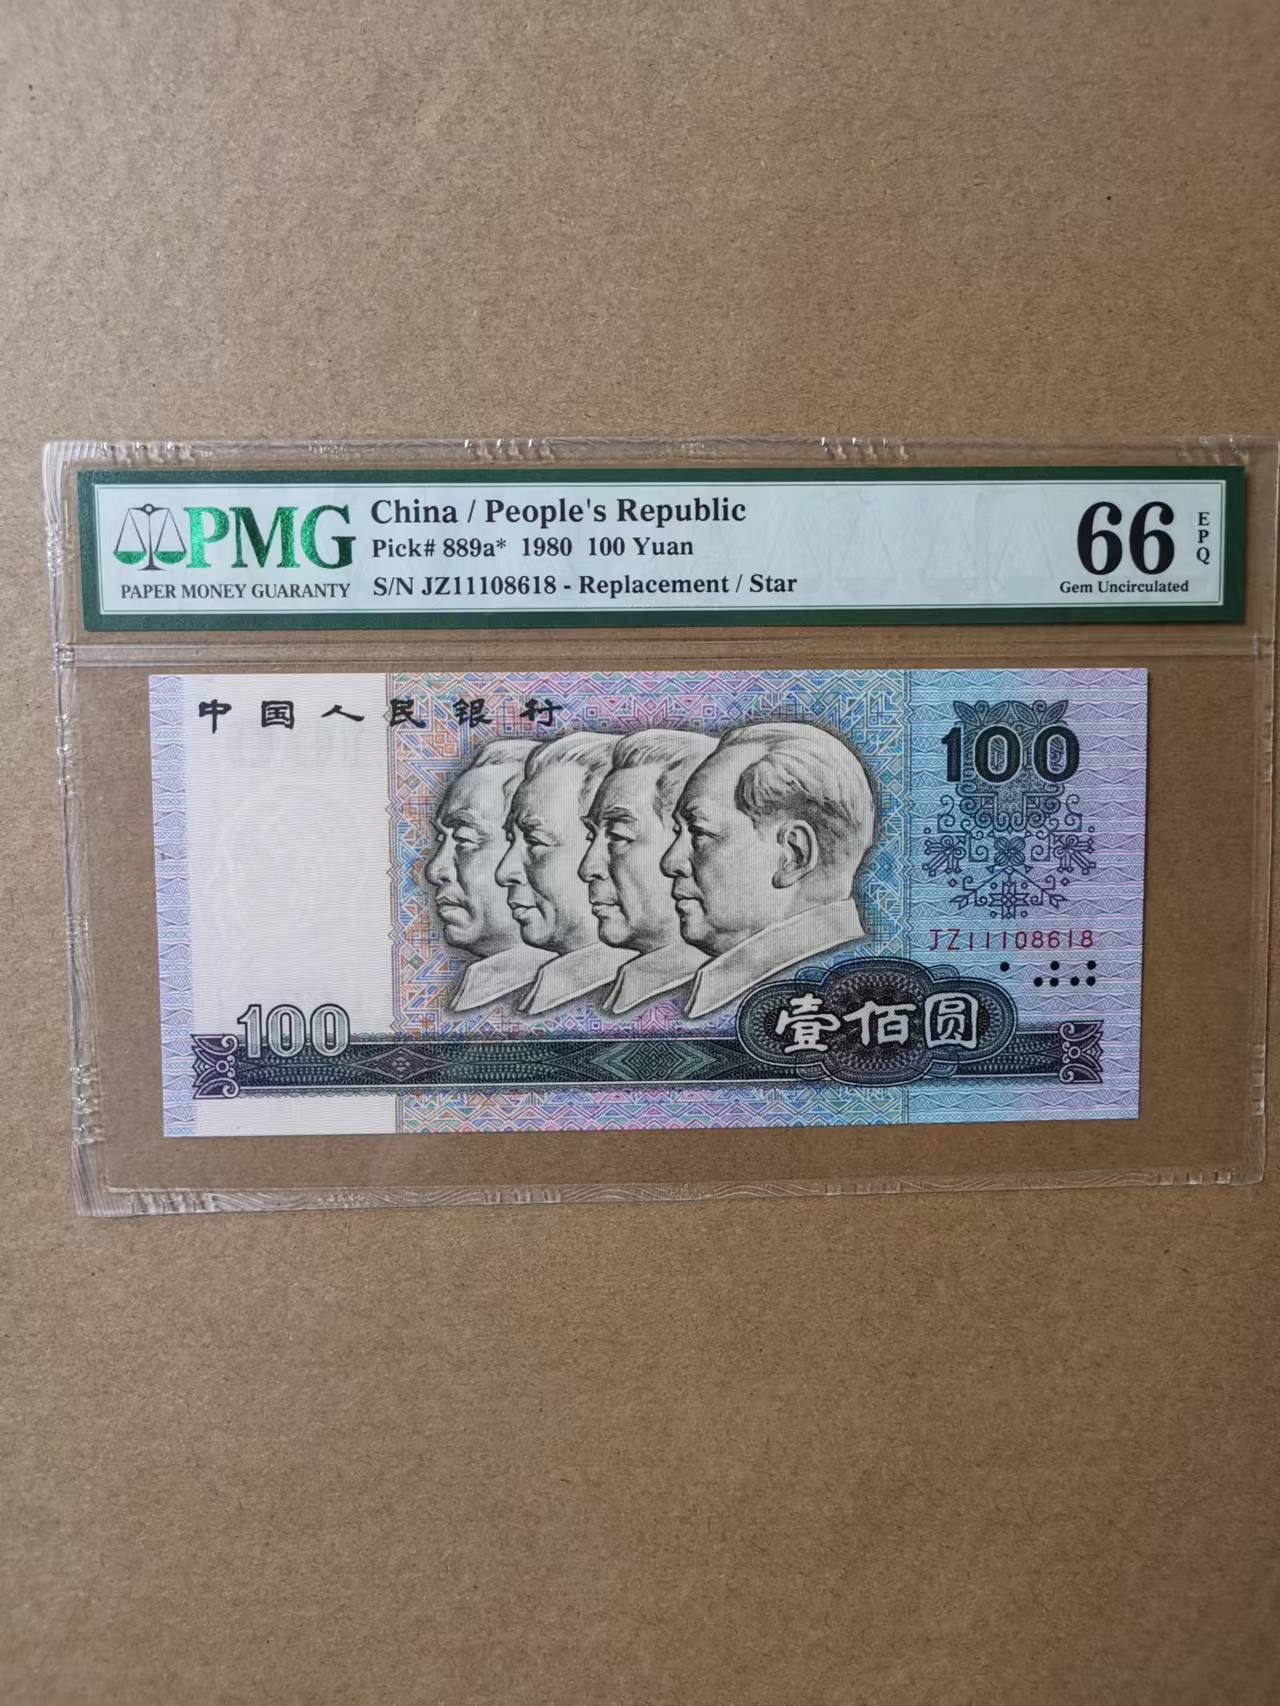 PMG
PAPER MONEY GUARANTY
China / People's Republic
Pick# 889a* 1980 100 Yuan
S/N JZ11108618 - Replacement / Star
66
EPQ
Gem Uncirculated
中国人民银行
100
JZ11108618
100
壹佰圆